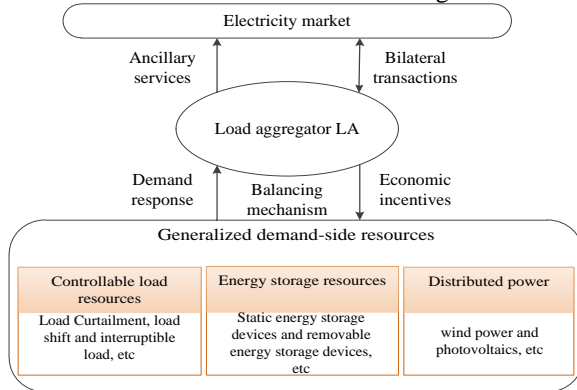 Electricity market
Ancillary
services
Bilateral
transactions
Load aggregator LA
Demand
response
Balancing
mechanism
Economic
incentives
Generalized demand-side resources
Controllable load
resources
Load Curtailment, load
shift and interruptible
load, etc
Energy storage resources
Static energy storage
devices and removable
energy storage devices,
etc
Distributed power
wind power and
photovoltaics, etc